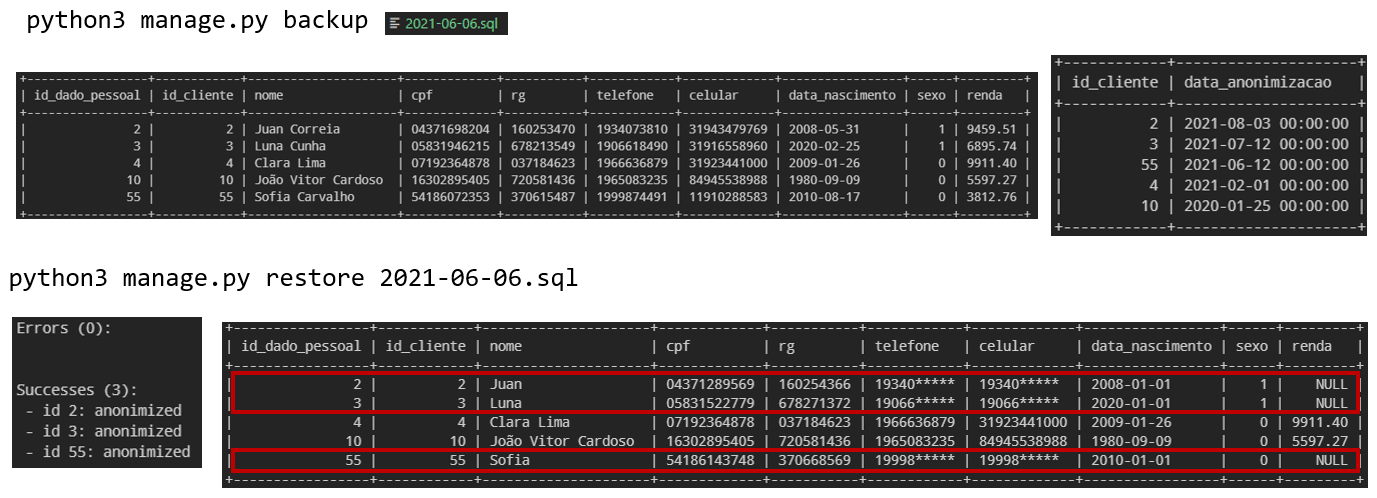 python3 manage.py backup 2021-06-06.sql
+----------------+------------+--------------------+-------------+-----------+------------+-------------+-----------------+------+---------+
| id_dado_pessoal | id_cliente | nome | cpf | rg | telefone | celular | data_nascimento | sexo | renda |
+----------------+------------+--------------------+-------------+-----------+------------+-------------+-----------------+------+---------+
| 2 | 2 | Juan Correia | 04371698204 | 160253470 | 1934073810 | 31943479769 | 2008-05-31 | 1 | 9459.51 |
| 3 | 3 | Luna Cunha | 05831946215 | 678213549 | 1906618490 | 31916558960 | 2020-02-25 | 1 | 6895.74 |
| 4 | 4 | Clara Lima | 07192364878 | 037184623 | 1966636879 | 31923441000 | 2009-01-26 | 0 | 9911.40 |
| 10 | 10 | João Vitor Cardoso | 16302895405 | 720581436 | 1965083235 | 84945538988 | 1980-09-09 | 0 | 5597.27 |
| 55 | 55 | Sofia Carvalho | 54186072353 | 370615487 | 1999874491 | 11910288583 | 2010-08-17 | 0 | 3812.76 |
+----------------+------------+--------------------+-------------+-----------+------------+-------------+-----------------+------+---------+
+------------+---------------------+
| id_cliente | data_anonimizacao |
+------------+---------------------+
| 2 | 2021-08-03 00:00:00 |
| 3 | 2021-07-12 00:00:00 |
| 55 | 2021-06-12 00:00:00 |
| 4 | 2021-02-01 00:00:00 |
| 10 | 2020-01-25 00:00:00 |
+------------+---------------------+
python3 manage.py restore 2021-06-06.sql
Errors (0):
Successes (3):
- id 2: anonimized
- id 3: anonimized
- id 55: anonimized
+-----------------+------------+--------------------+-------------+-----------+------------+-------------+-----------------+------+---------+
| id_dado_pessoal | id_cliente | nome | cpf | rg | telefone | celular | data_nascimento | sexo | renda |
+-----------------+------------+--------------------+-------------+-----------+------------+-------------+-----------------+------+---------+
| 2 | 2 | Juan | 04371289569 | 160254366 | 19340***** | 19340***** | 2008-01-01 | 1 | NULL |
| 3 | 3 | Luna | 05831522779 | 678271372 | 19066***** | 19066***** | 2020-01-01 | 1 | NULL |
| 4 | 4 | Clara Lima | 07192364878 | 037184623 | 1966636879 | 31923441000 | 2009-01-26 | 0 | 9911.40 |
| 10 | 10 | João Vitor Cardoso | 16302895405 | 720581436 | 1965083235 | 84945538988 | 1980-09-09 | 0 | 5597.27 |
| 55 | 55 | Sofia | 54186143748 | 370668569 | 19998***** | 19998***** | 2010-01-01 | 0 | NULL |
+-----------------+------------+--------------------+-------------+-----------+------------+-------------+-----------------+------+---------+